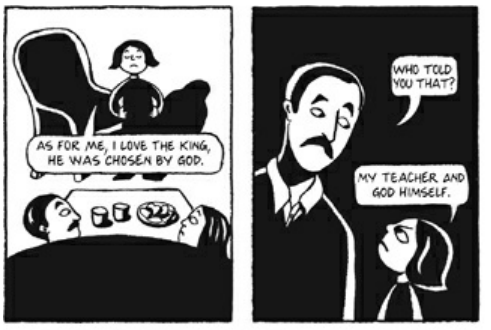 AS FOR ME, I LOVE THE KING,
HE WAS CHOSEN BY GOD.
WHO TOLD
YOU THAT?
MY TEACHER AND
GOD HIMSELF.